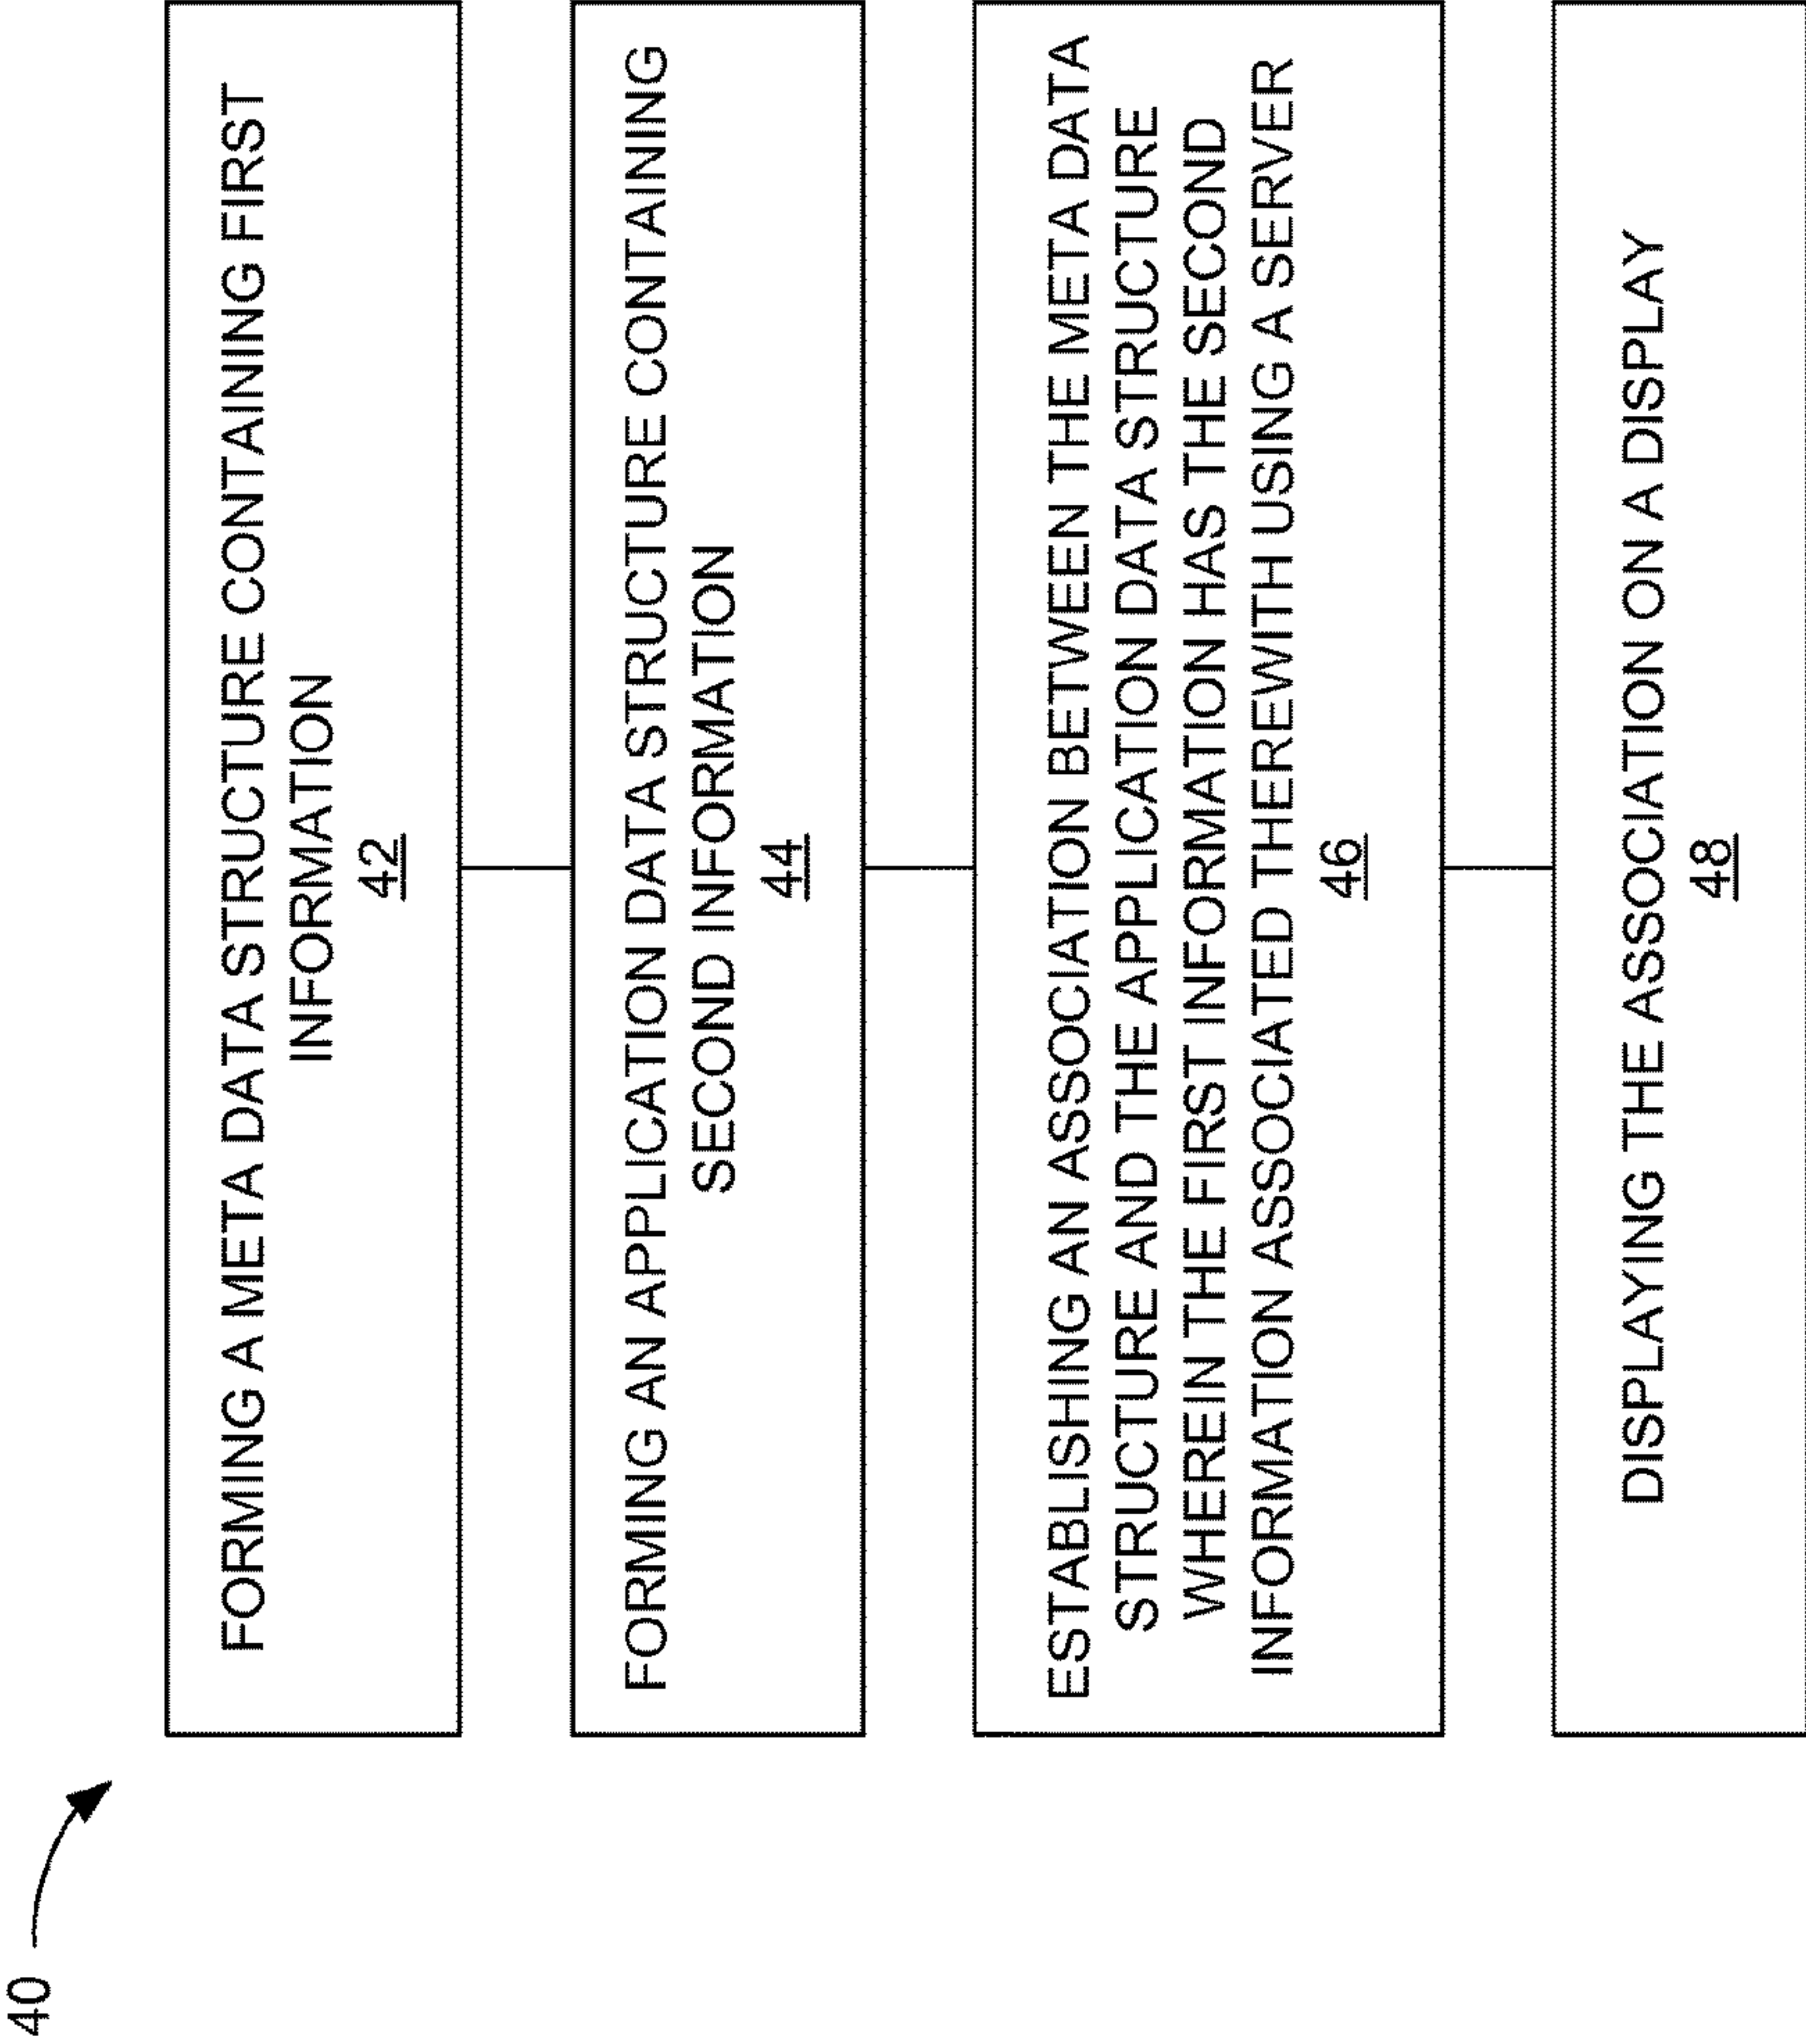 40
FORMING A META DATA STRUCTURE CONTAINING FIRST
INFORMATION
42
FORMING AN APPLICATION DATA STRUCTURE CONTAINING
SECOND INFORMATION
44
ESTABLISHING AN ASSOCIATION BETWEEN THE META DATA
STRUCTURE AND THE APPLICATION DATA STRUCTURE
WHEREIN THE FIRST INFORMATION HAS THE SECOND
INFORMATION ASSOCIATED THEREWITH USING A SERVER
46
DISPLAYING THE ASSOCIATION ON A DISPLAY
48